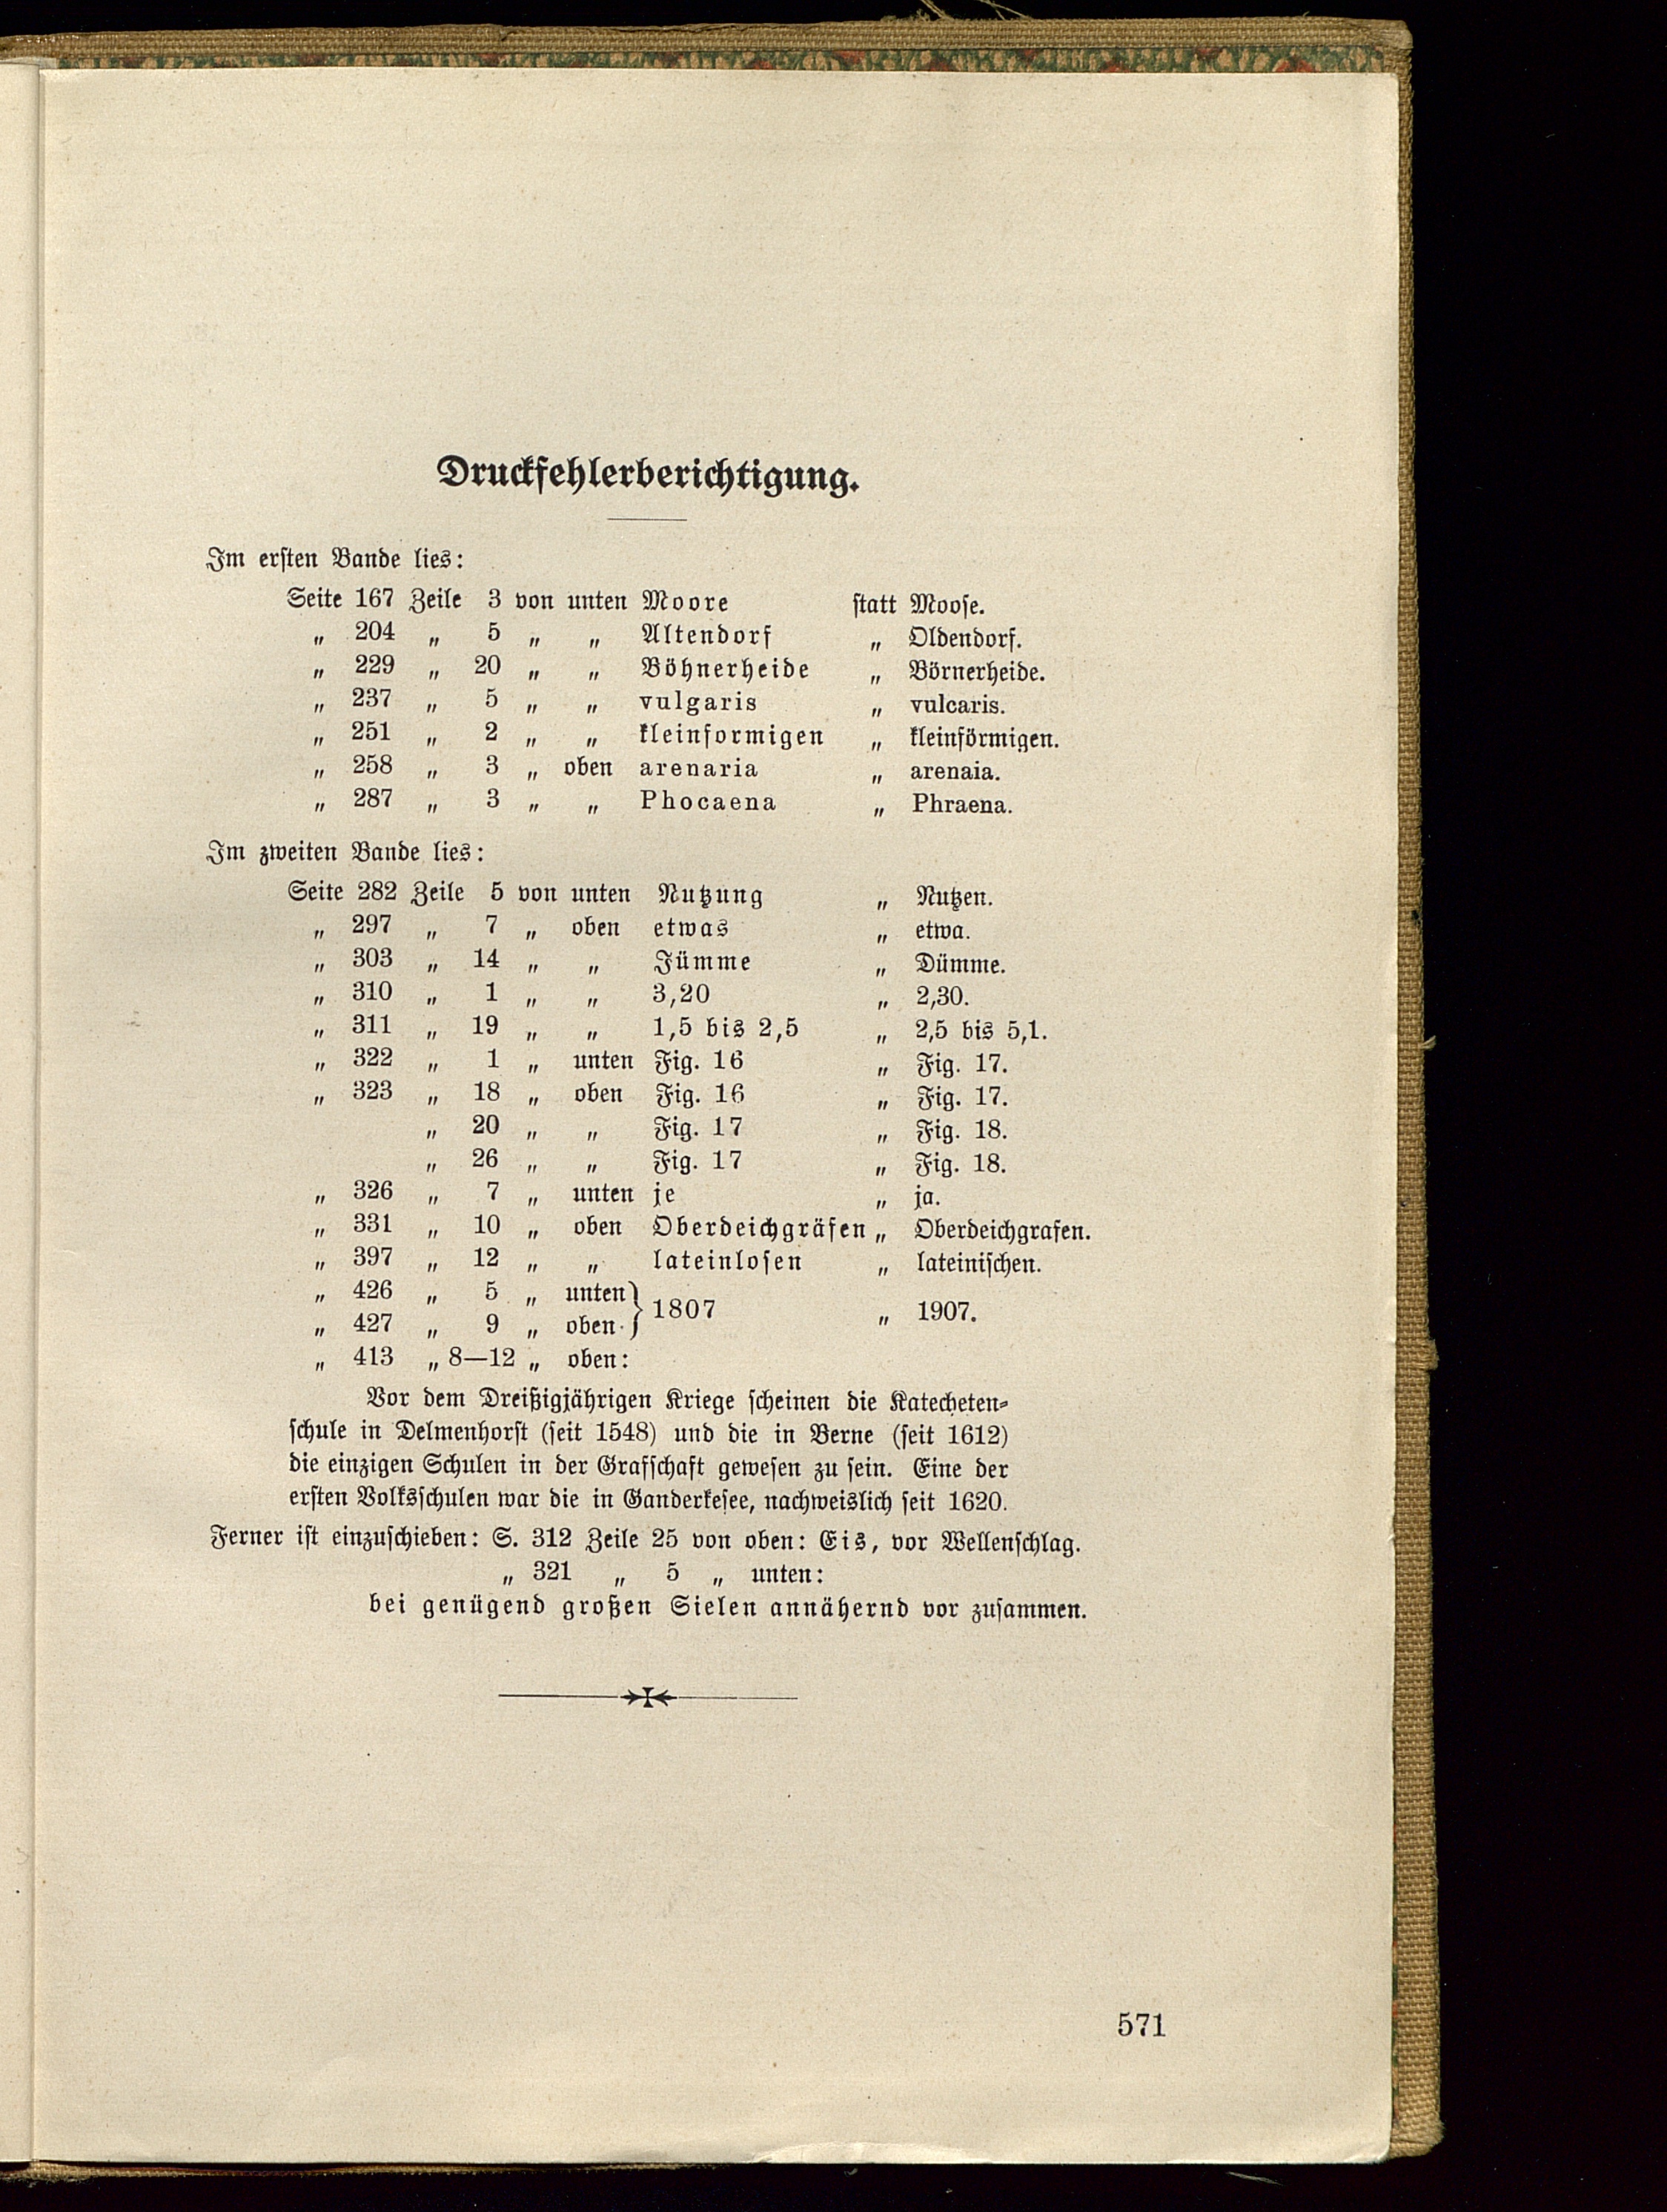 Druckfehlerberichtigung.
Im ersten Bande lies:
Seite 167 Zeile 3 von unten Moore statt Moose.
„ 204 „ 5 „ „ Altendorf „ Oldendorf.
„ 229 „ 20 „ „ Böhnerheide „ Börnerheide.
„ 237 „ 5 „ „ vulgaris „ vulcaris.
„ 251 „ 2 „ „ kleinformigen „ kleinförmigen.
„ 258 „ 3 „ oben arenaria „ arenaia.
„ 287 „ 3 „ „ Phocaena „ Phraena.
Im zweiten Bande lies:
Seite 282 Zeile 5 von unten Nutzung „ Nutzen.
„ 297 „ 7 „ oben etwas „ etwa.
„ 303 „ 14 „ „ Jümme „ Dümme.
„ 310 „ 1 „ „ 3,20 „ 2,30.
„ 311 „ 19 „ „ 1,5 bis 2,5 „ 2,5 bis 5,1.
„ 322 „ 1 „ unten Fig. 16 „ Fig. 17.
„ 323 „ 18 „ oben Fig. 16 „ Fig. 17.
„ 20 „ „ Fig. 17 „ Fig. 18.
„ 26 „ „ Fig. 17 „ Fig. 18.
„ 326 „ 7 „ unten je „ ja.
„ 331 „ 10 „ oben Oberdeichgräfen „ Oberdeichgrafen.
„ 397 „ 12 „ „ lateinlosen „ lateinischen.
„ 426 „ 5 „ unten } 1807 „ 1907.
„ 427 „ 9 „ oben
„ 413 „ 8—12 „ oben:
Vor dem Dreißigjährigen Kriege scheinen die Katecheten-
schule in Delmenhorst (seit 1548) und die in Berne (seit 1612)
die einzigen Schulen in der Grafschaft gewesen zu sein. Eine der
ersten Volksschulen war die in Ganderkesee, nachweislich seit 1620.
Ferner ist einzuschieben: S. 312 Zeile 25 von oben: Eis, vor Wellenschlag.
„ 321 „ 5 „ unten:
bei genügend großen Sielen annähernd vor zusammen.
571